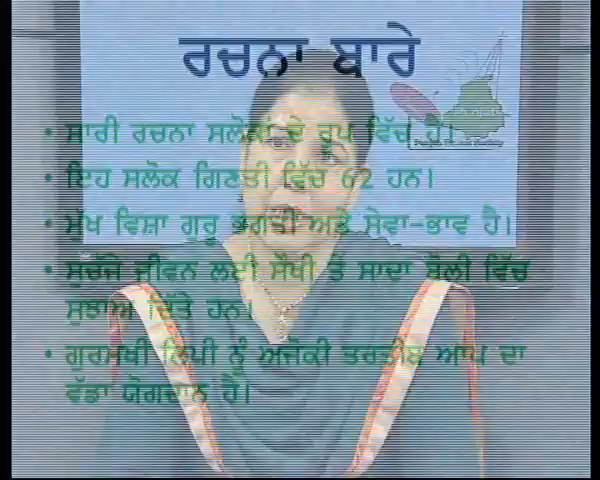 ਰਚਨਾ ਬਾਰੇ
• ਸਾਰੀ ਰਚਨਾ ਸਲੋਕਾਂ ਦੇ ਰੂਪ ਵਿੱਚ ਹੈ।
• ਇਹ ਸਲੋਕ ਗਿਣਤੀ ਵਿੱਚ 62 ਹਨ।
• ਮੁੱਖ ਵਿਸ਼ਾ ਗੁਰੂ ਭਗਤੀ ਅਤੇ ਸੇਵਾ-ਭਾਵ ਹੈ।
• ਸੁਚੱਜੇ ਜੀਵਨ ਲਈ ਸੌਖੀ ਤੇ ਸਾਦਾ ਬੋਲੀ ਵਿੱਚ
ਸੁਝਾਅ ਦਿੱਤੇ ਹਨ।
• ਗੁਰਮੁਖੀ ਲਿਪੀ ਨੂੰ ਅਜੋਕੀ ਤਰਤੀਬ ਆਪ ਦਾ
ਵੱਡਾ ਯੋਗਦਾਨ ਹੈ।